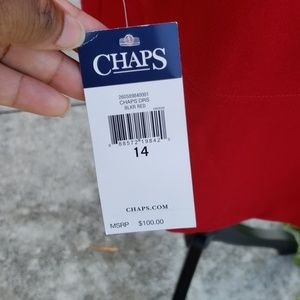 CHAPS
CHAPS DRS
BLKR RED
14
CHAPS.COM
MSRP $100.00